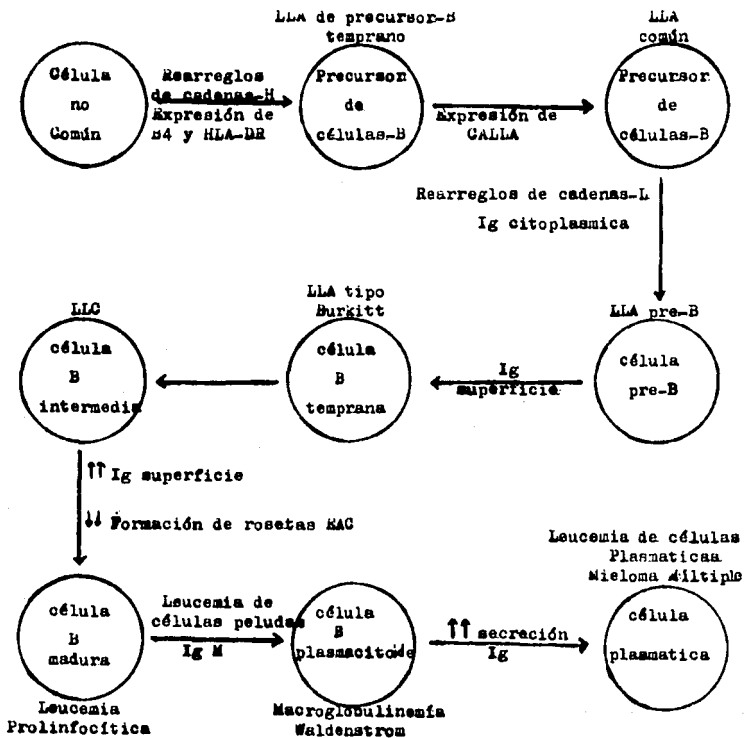 LLA de precursor-B
temprano
LLA
común
Célula
no
Común
Rearreglos
de cadenas-H
Expresión de
B4 y HLA-DR
Precursor
de
células-B
Expresión de
CALLA
Precursor
de
células-B
Rearreglos de cadenas-L
Ig citoplasmica
LLC
LLA tipo
Burkitt
LLA pre-B
célula
B
intermedia
célula
B
temprana
Ig
superficie
célula
pre-B
↑↑ Ig superficie
↓↓ Formación de rosetas EAC
Leucemia de células
Plasmaticas
Mieloma
célula
B
madura
Leucemia de
células peludas
Ig M
célula
B
plasmacitoide
↑↑ secreción
Ig
célula
plasmatica
Leucemia
Prolinfocítica
Macroglobulinemía
Waldenstrom